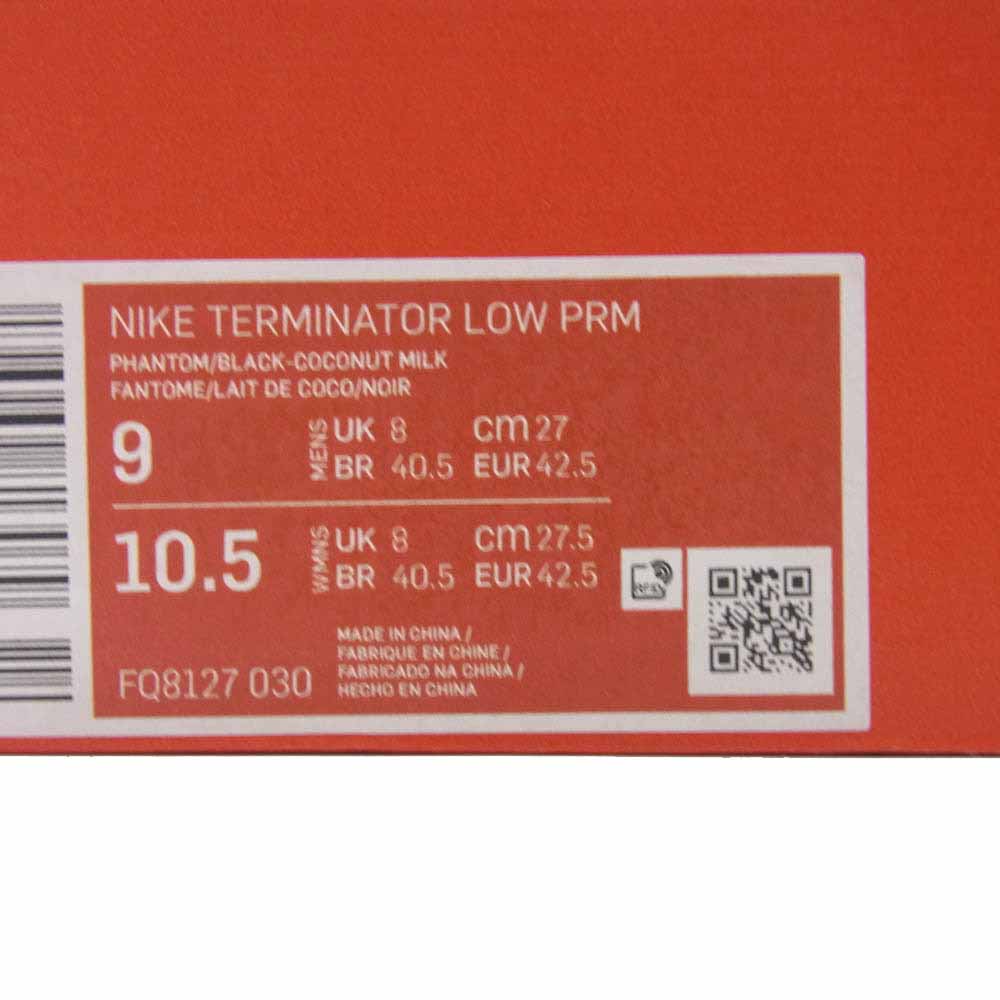 NIKE TERMINATOR LOW PRM
PHANTOM/BLACK-COCONUT MILK
FANTOME/LAIT DE COCO/NOIR
9 MENS UK 8 cm 27
BR 40.5 EUR 42.5
10.5 WMNS UK 8 cm 27.5
BR 40.5 EUR 42.5
RFID
MADE IN CHINA /
FABRIQUE EN CHINE /
FABRICADO NA CHINA /
HECHO EN CHINA
FQ8127 030